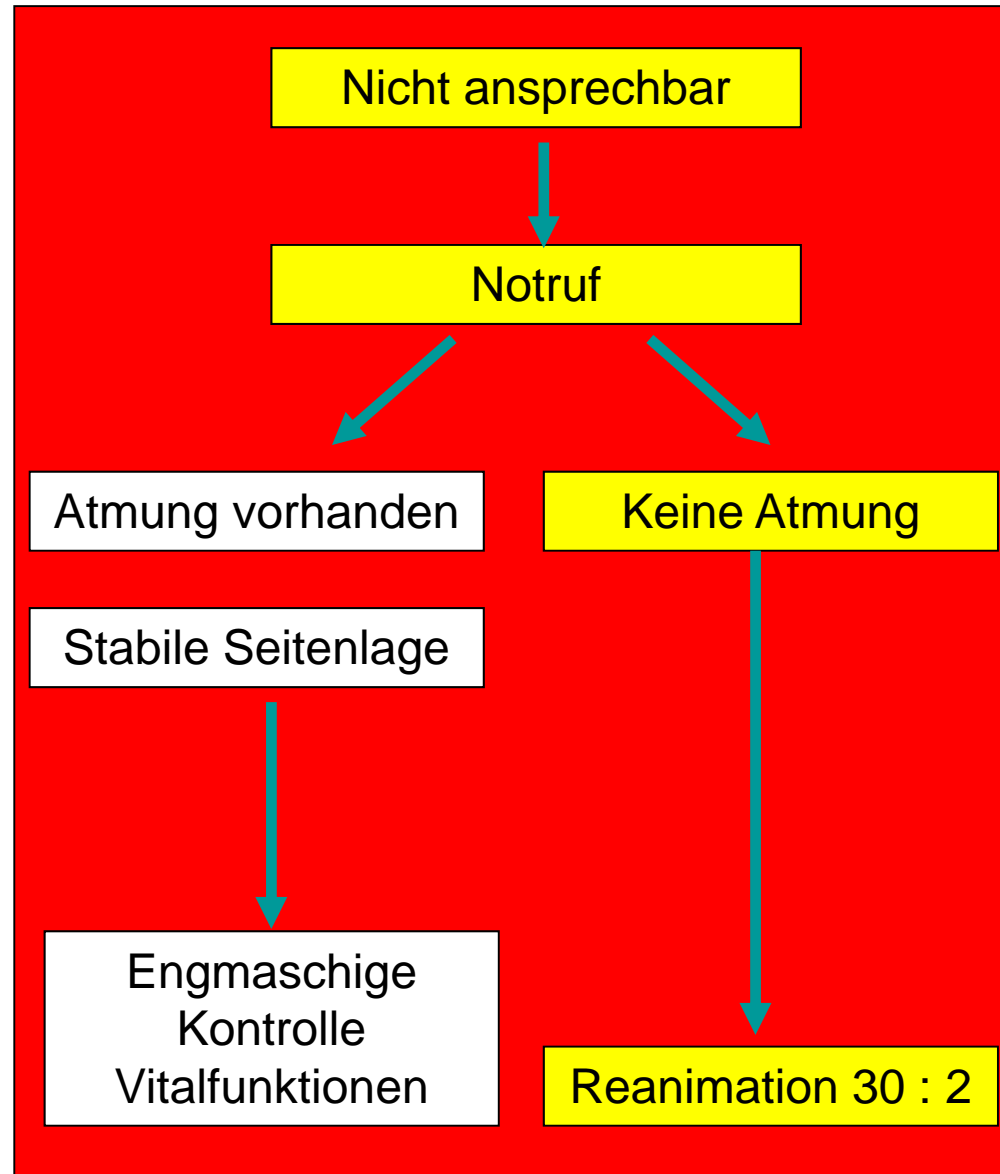 Nicht ansprechbar
Notruf
Atmung vorhanden
Keine Atmung
Stabile Seitenlage
Engmaschige
Kontrolle
Vitalfunktionen
Reanimation 30 : 2